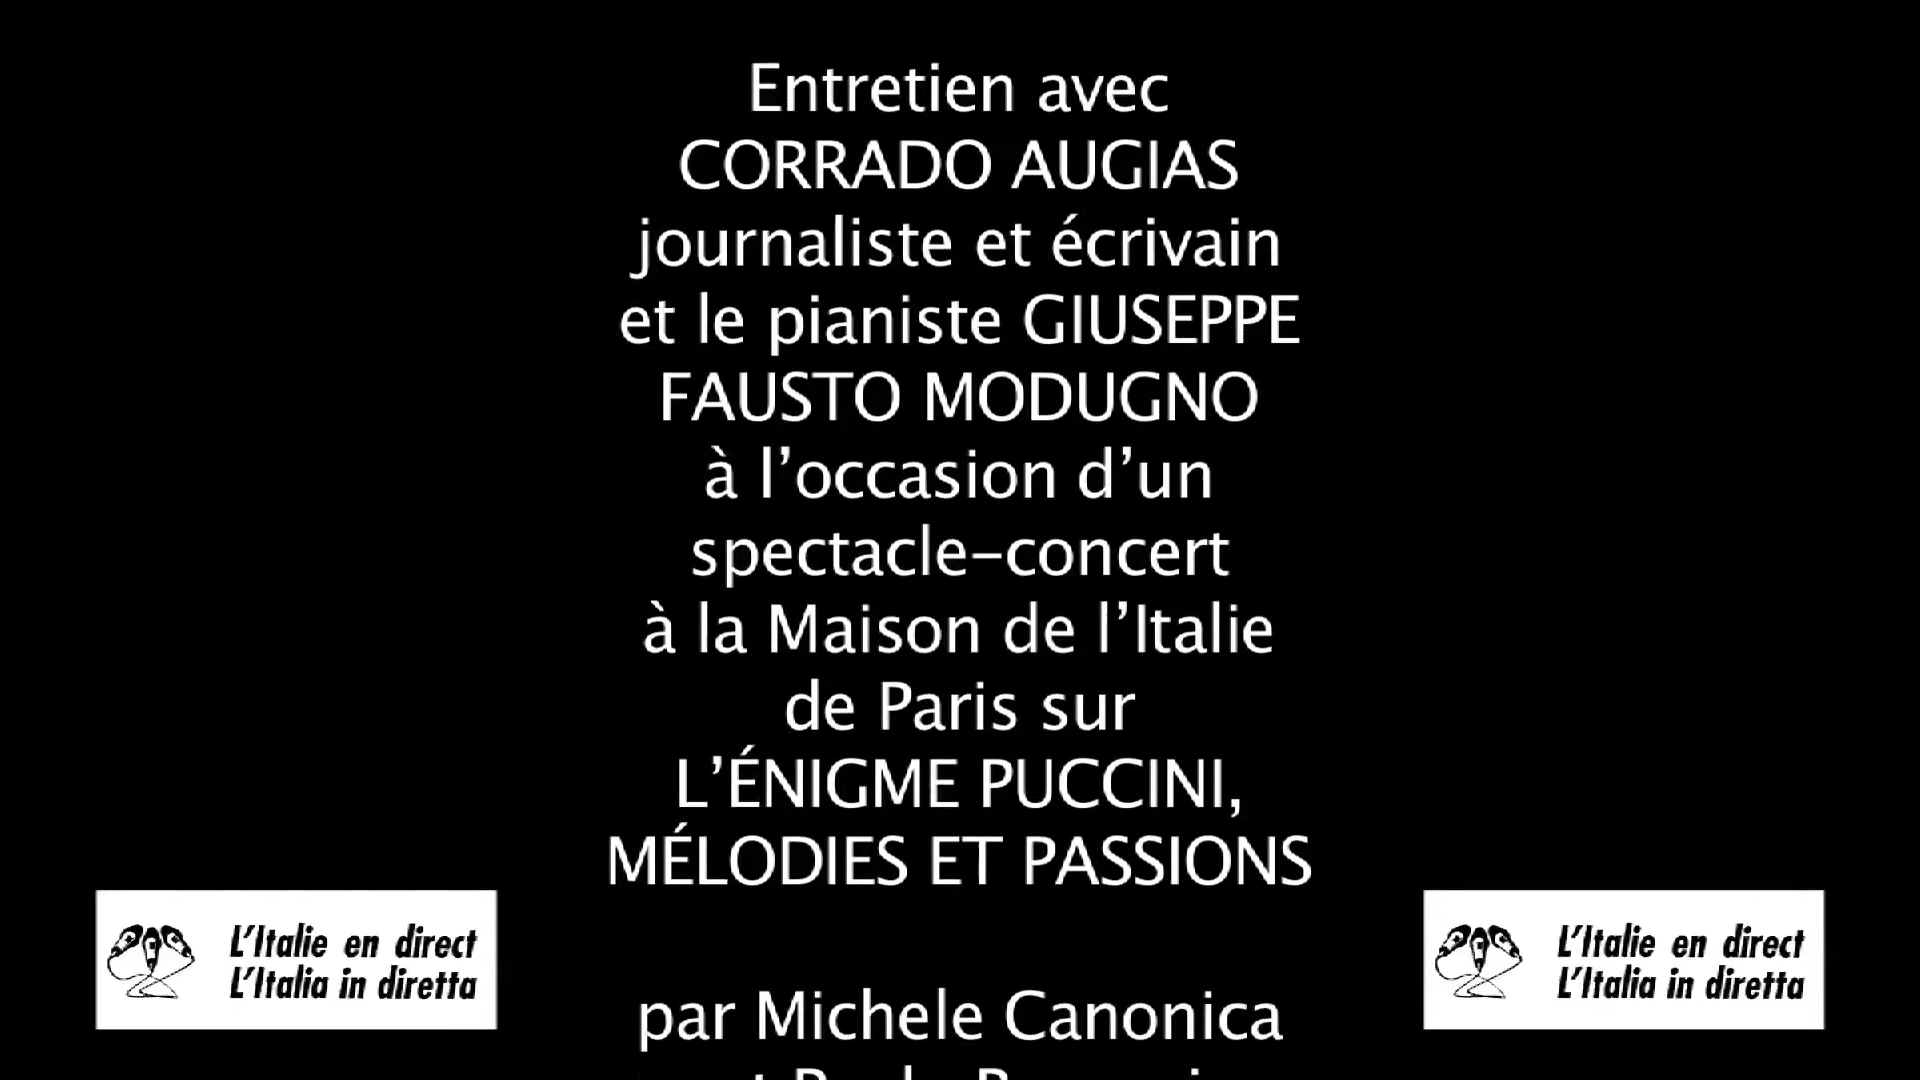 Entretien avec
CORRADO AUGIAS
journaliste et écrivain
et le pianiste GIUSEPPE
FAUSTO MODUGNO
à l’occasion d’un
spectacle–concert
à la Maison de l’Italie
de Paris sur
L’ÉNIGME PUCCINI,
MÉLODIES ET PASSIONS
L’Italie en direct
L’Italia in diretta
L’Italie en direct
L’Italia in diretta
par Michele Canonica